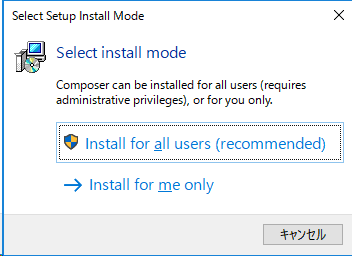 Select Setup Install Mode
Select install mode
Composer can be installed for all users (requires
administrative privileges), or for you only.
Install for all users (recommended)
Install for me only
キャンセル